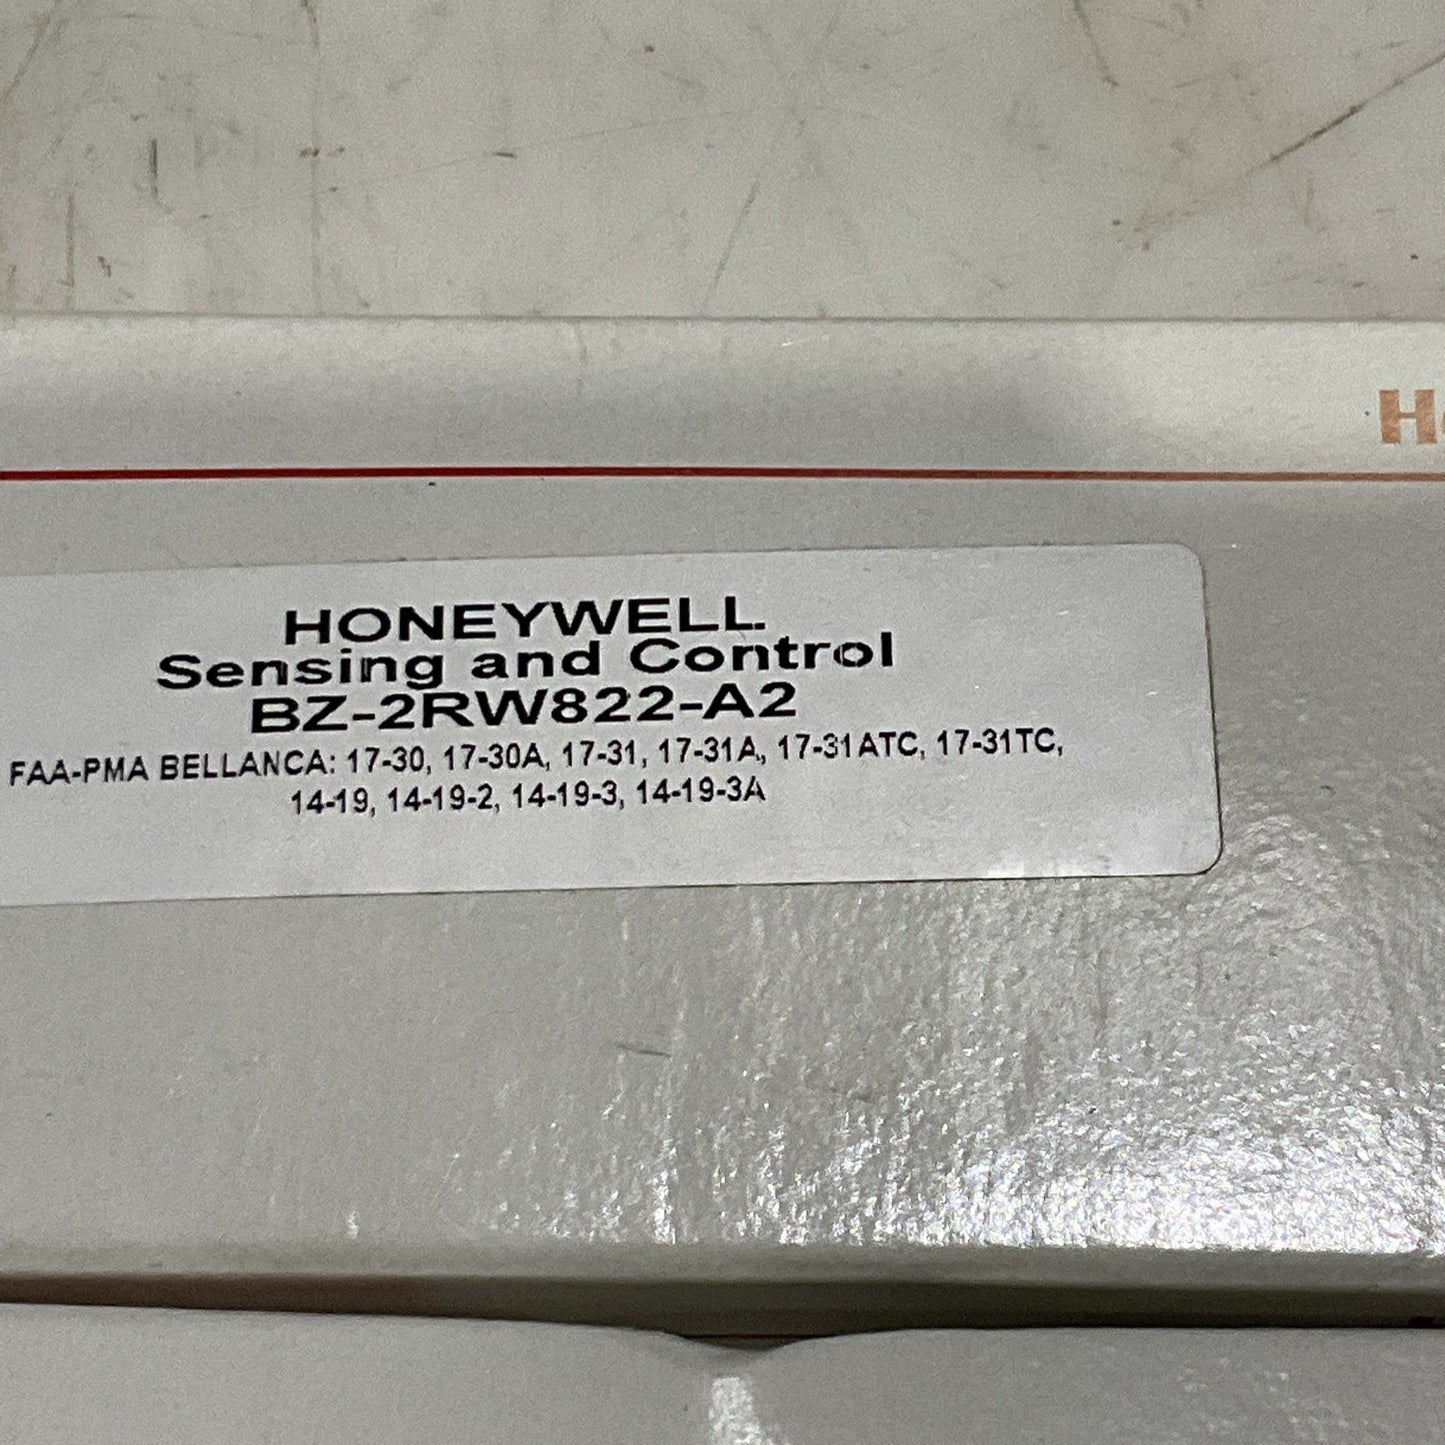 HONEYWELL
Sensing and Control
BZ-2RW822-A2
FAA-PMA BELLANCA: 17-30, 17-30A, 17-31, 17-31A, 17-31ATC, 17-31TC,
14-19, 14-19-2, 14-19-3, 14-19-3A